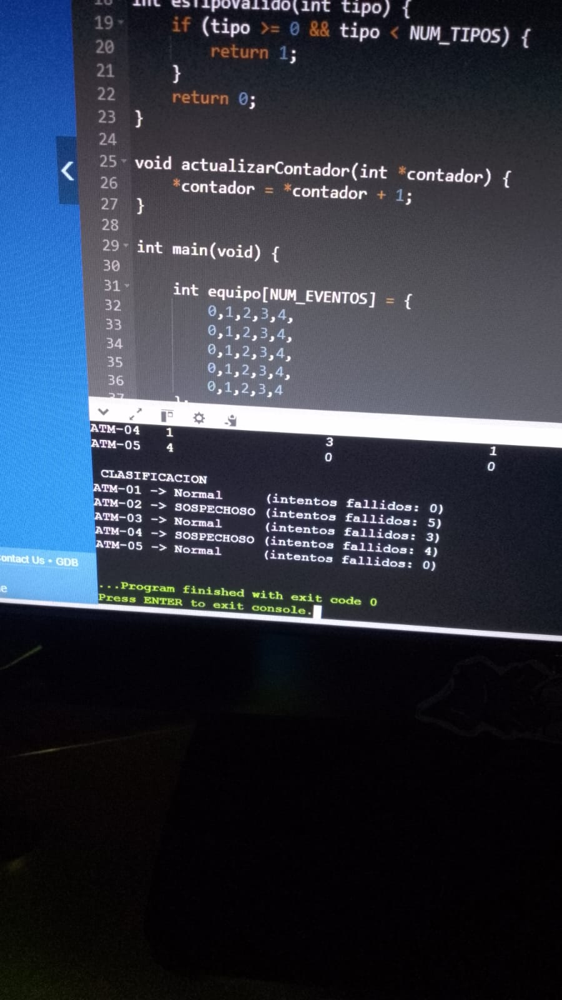 18 int esTipoValido(int tipo) {
19 if (tipo >= 0 && tipo < NUM_TIPOS) {
20 return 1;
21 }
22 return 0;
23 }
24
25 void actualizarContador(int *contador) {
26 *contador = *contador + 1;
27 }
28
29 int main(void) {
30
31 int equipo[NUM_EVENTOS] = {
32 0,1,2,3,4,
33 0,1,2,3,4,
34 0,1,2,3,4,
35 0,1,2,3,4,
36 0,1,2,3,4
37 };
ATM-04 1 3 1
ATM-05 4 0 0
CLASIFICACION
ATM-01 -> Normal (intentos fallidos: 0)
ATM-02 -> SOSPECHOSO (intentos fallidos: 5)
ATM-03 -> Normal (intentos fallidos: 3)
ATM-04 -> SOSPECHOSO (intentos fallidos: 4)
ATM-05 -> Normal (intentos fallidos: 0)
...Program finished with exit code 0
Press ENTER to exit console.
ontact Us • GDB
e